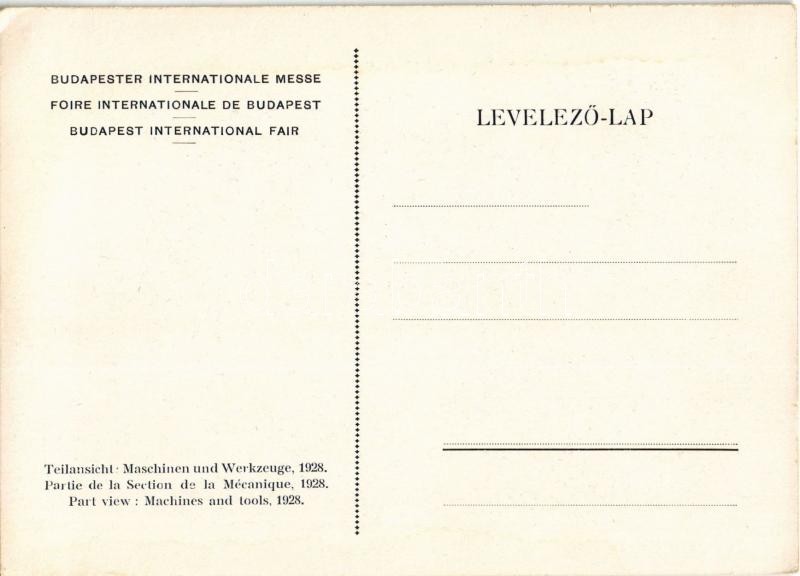 BUDAPESTER INTERNATIONALE MESSE
FOIRE INTERNATIONALE DE BUDAPEST
BUDAPEST INTERNATIONAL FAIR
LEVELEZŐ-LAP
Teilansicht: Maschinen und Werkzeuge, 1928.
Partie de la Section de la Mécanique, 1928.
Part view : Machines and tools, 1928.